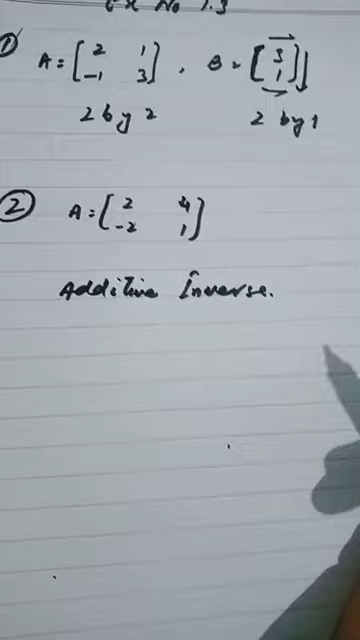 Ex No 1.3
① A = [2 1 -1 3], B = [3 1]
2 by 2 2 by 1
② A = [2 4 -2 1]
Additive Inverse.